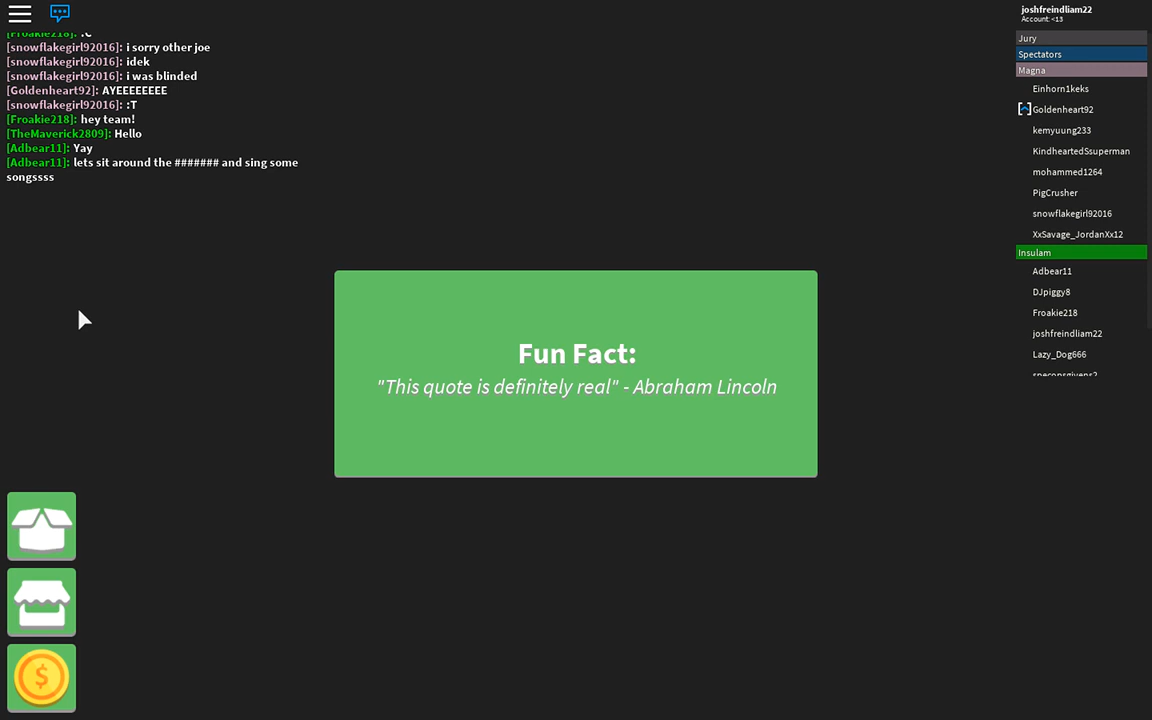 joshfreindliam22
Account: <13
[Froakie218]: :C
[snowflakegirl92016]: i sorry other joe
[snowflakegirl92016]: idek
[snowflakegirl92016]: i was blinded
[Goldenheart92]: AYEEEEEEEE
[snowflakegirl92016]: :T
[Froakie218]: hey team!
[TheMaverick2809]: Hello
[Adbear11]: Yay
[Adbear11]: lets sit around the ####### and sing some
songssss
Fun Fact:
"This quote is definitely real" - Abraham Lincoln
Jury
Spectators
Magna
Einhorn1keks
Goldenheart92
kemyuung233
KindheartedSsuperman
mohammed1264
PigCrusher
snowflakegirl92016
XxSavage_JordanXx12
Insulam
Adbear11
DJpiggy8
Froakie218
joshfreindliam22
Lazy_Dog666